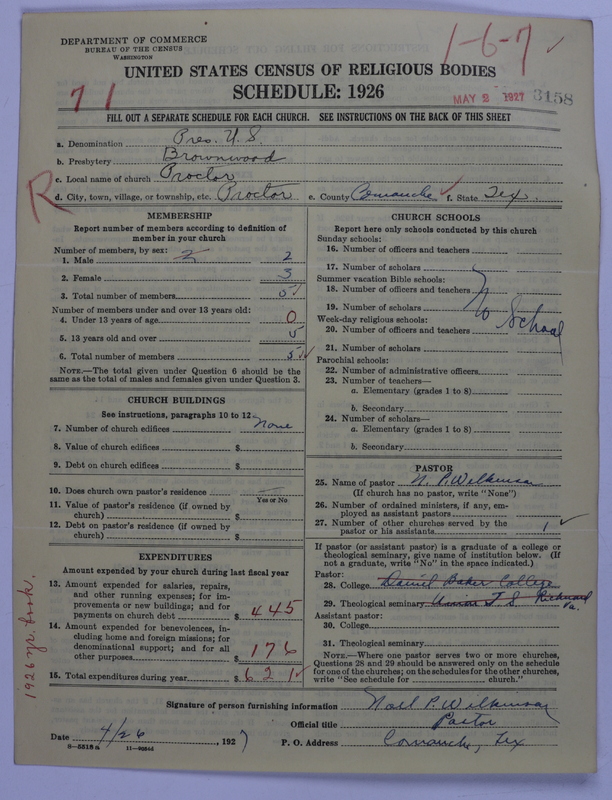 DEPARTMENT OF COMMERCE
BUREAU OF THE CENSUS
WASHINGTON
1-6-7 ✓
UNITED STATES CENSUS OF RELIGIOUS BODIES
SCHEDULE: 1926
71
MAY 2 1927 3158
FILL OUT A SEPARATE SCHEDULE FOR EACH CHURCH. SEE INSTRUCTIONS ON THE BACK OF THIS SHEET
a. Denomination Pres. U.S.
b. Presbytery Brownwood
c. Local name of church Proctor
R
d. City, town, village, or township, etc. Proctor e. County Comanche ✓ f. State Tex.
MEMBERSHIP
Report number of members according to definition of
member in your church
Number of members, by sex:
1. Male 2
2. Female 3
3. Total number of members 5 ✓
Number of members under and over 13 years old:
4. Under 13 years of age 0
5. 13 years old and over 5
6. Total number of members 5 ✓
NOTE.—The total given under Question 6 should be
same as the total of males and females given under Question 3.
CHURCH BUILDINGS
See instructions, paragraphs 10 to 12
7. Number of church edifices None
8. Value of church edifices $
9. Debt on church edifices $
10. Does church own pastor's residence
Yes or No
11. Value of pastor's residence (if owned by
church) $
12. Debt on pastor's residence (if owned by
church) $
EXPENDITURES
Amount expended by your church during last fiscal year
13. Amount expended for salaries, repairs,
and other running expenses; for im-
provements or new buildings; and for
payments on church debt $ 445
14. Amount expended for benevolences, in-
cluding home and foreign missions; for
denominational support; and for all
other purposes $ 176
15. Total expenditures during year $ 621 ✓
1926 yr. book.
CHURCH SCHOOLS
Report here only schools conducted by this church
Sunday schools:
16. Number of officers and teachers
17. Number of scholars
Summer vacation Bible schools:
18. Number of officers and teachers
19. Number of scholars
No School
Week-day religious schools:
20. Number of officers and teachers
21. Number of scholars
Parochial schools:
22. Number of administrative officers
23. Number of teachers—
a. Elementary (grades 1 to 8)
b. Secondary
24. Number of scholars—
a. Elementary (grades 1 to 8)
b. Secondary
PASTOR
25. Name of pastor N. P. Wilkinson
(If church has no pastor, write "None")
26. Number of ordained ministers, if any, em-
ployed as assistant pastors
27. Number of other churches served by the
pastor or his assistants 1 ✓
If pastor (or assistant pastor) is a graduate of a college or
theological seminary, give name of institution below. (If
not a graduate, write "No" in the space indicated.)
Pastor:
28. College Daniel Baker College
29. Theological seminary Union T. S. Richmond Va.
Assistant pastor:
30. College
31. Theological seminary
NOTE.—Where one pastor serves two or more churches,
Questions 28 and 29 should be answered only on the schedule
for one of the churches; on the schedules for the other churches,
write "See schedule for church."
Signature of person furnishing information Noel P. Wilkinson
Official title Pastor
Date 4/26, 1927 P. O. Address Comanche, Tex
8—5518a